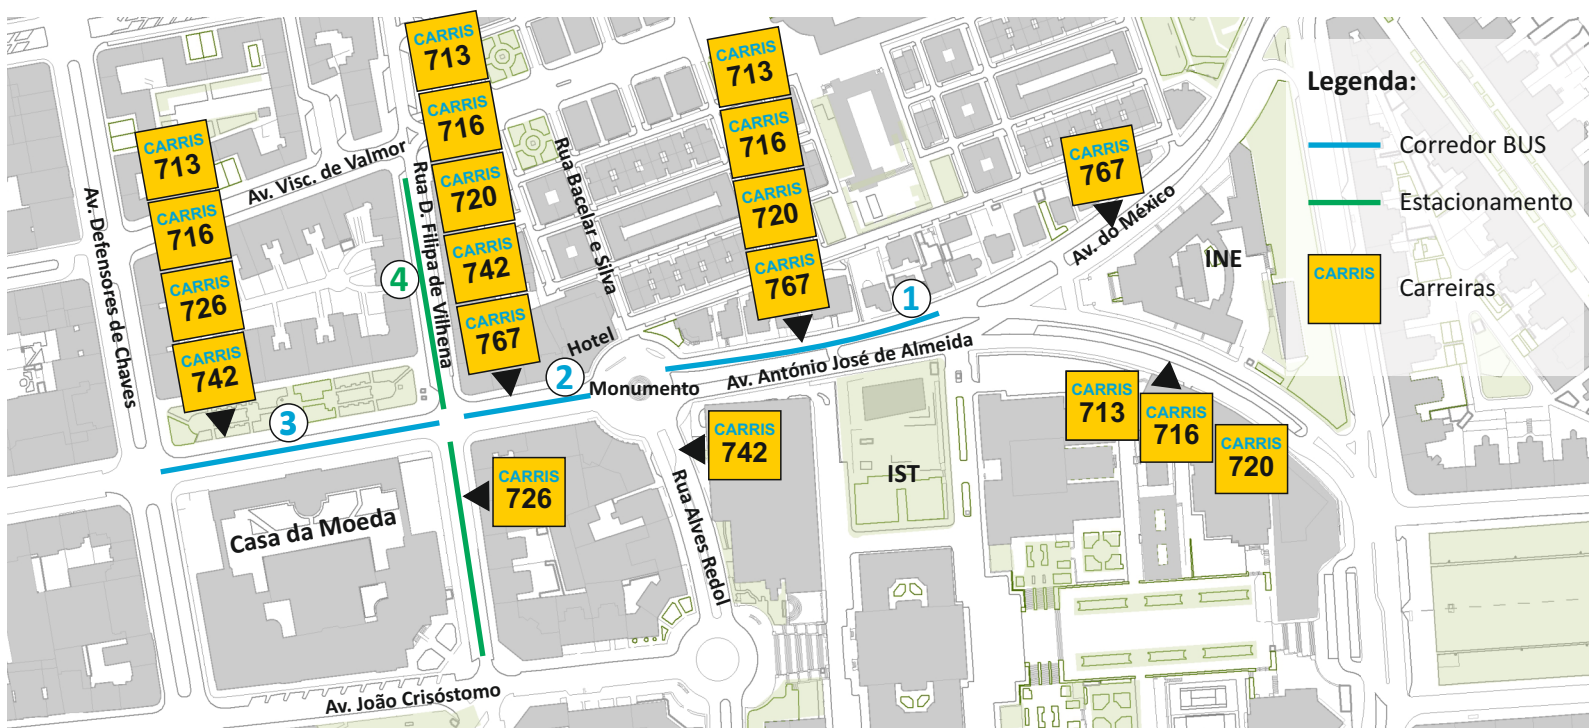 CARRIS
713
CARRIS
716
CARRIS
726
CARRIS
742
CARRIS
713
CARRIS
716
CARRIS
720
CARRIS
742
CARRIS
767
CARRIS
713
CARRIS
716
CARRIS
720
CARRIS
767
CARRIS
767
Legenda:
Corredor BUS
Estacionamento
CARRIS
Carreiras
Av. Visc. de Valmor
Av. Defensores de Chaves
Rua D. Filipa de Vilhena
Rua Bacelar e Silva
Av. do México
INE
4
1
Hotel
2
Monumento
Av. António José de Almeida
3
CARRIS
742
CARRIS
713
CARRIS
716
CARRIS
720
CARRIS
726
IST
Casa da Moeda
Rua Alves Redol
Av. João Crisóstomo